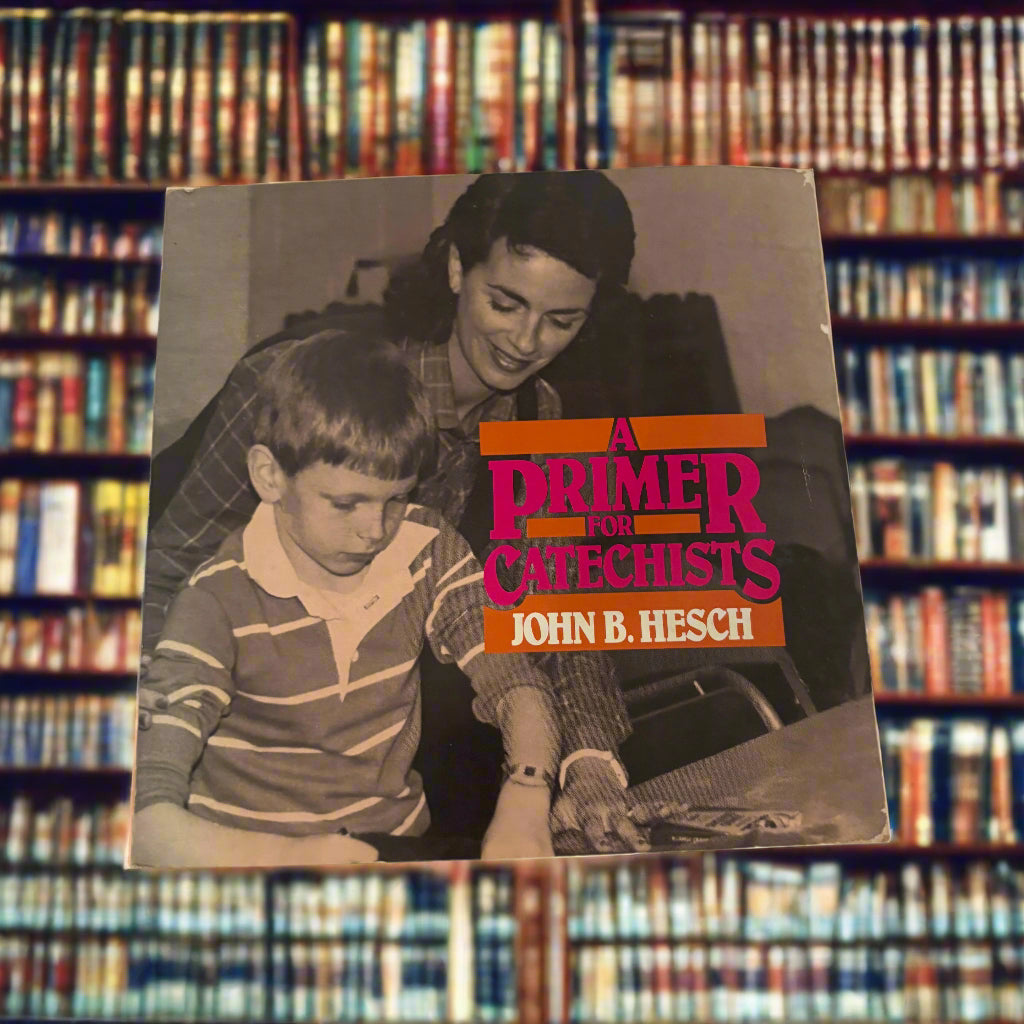 A
PRIMER
FOR
CATECHISTS
JOHN B. HESCH